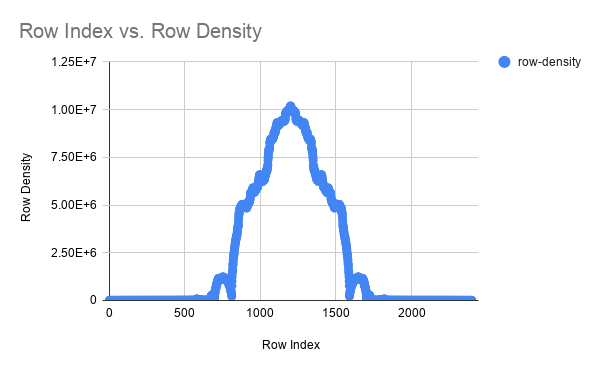 Row Index vs. Row Density
row-density
1.25E+7
1.00E+7
7.50E+6
5.00E+6
2.50E+6
0
Row Density
0 500 1000 1500 2000
Row Index